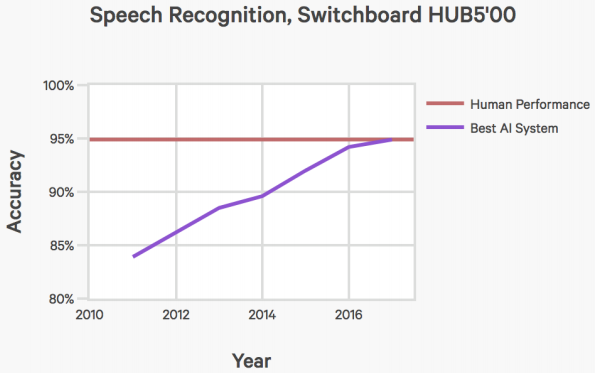 Speech Recognition, Switchboard HUB5'00
100%
95%
90%
85%
80%
2010 2012 2014 2016
Accuracy
Year
Human Performance
Best AI System